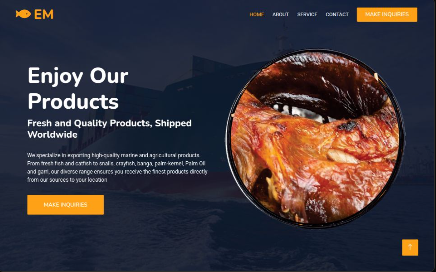 EM
HOME ABOUT SERVICE CONTACT MAKE INQUIRIES
Enjoy Our
Products
Fresh and Quality Products, Shipped
Worldwide
We specialize in exporting high-quality marine and agricultural products.
From fresh fish and catfish to snails, crayfish, banga, palm-kernel, Palm Oil
and garri, our diverse range ensures you receive the finest products directly
from our sources to your location
MAKE INQUIRIES